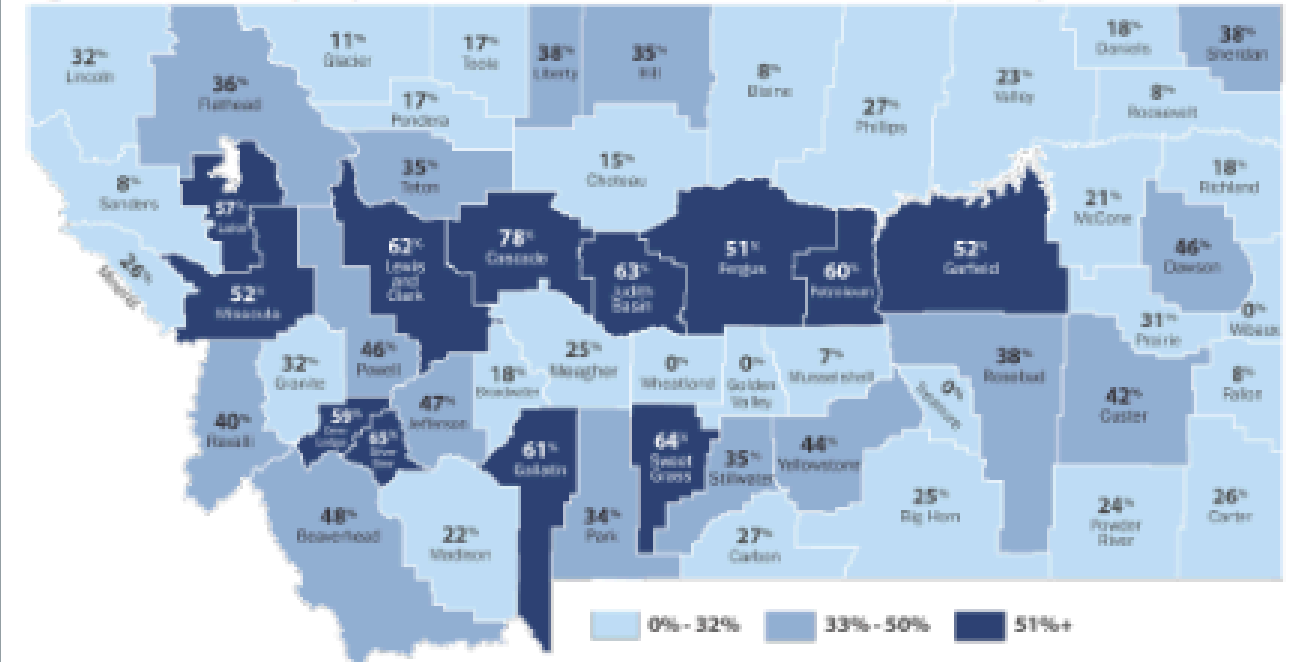 32%
Lincoln
36%
Flathead
11%
Glacier
17%
Toole
38%
Liberty
35%
Hill
8%
Blaine
27%
Phillips
23%
Valley
18%
Daniels
38%
Sheridan
17%
Pondera
8%
Roosevelt
35%
Teton
15%
Choteau
8%
Sanders
57%
Lake
21%
McCone
18%
Richland
26%
Mineral
52%
Missoula
62%
Lewis
and
Clark
78%
Cascade
63%
Judith
Basin
51%
Fergus
60%
Petroleum
52%
Garfield
46%
Dawson
0%
Wibaux
31%
Prairie
32%
Granite
46%
Powell
18%
Broadwater
25%
Meagher
0%
Wheatland
0%
Golden
Valley
7%
Musselshell
0%
Treasure
38%
Rosebud
42%
Custer
8%
Fallon
40%
Ravalli
59%
Deer
Lodge
65%
Silver
Bow
47%
Jefferson
61%
Gallatin
64%
Sweet
Grass
35%
Stillwater
44%
Yellowstone
48%
Beaverhead
22%
Madison
34%
Park
27%
Carbon
25%
Big Horn
24%
Powder
River
26%
Carter
0% - 32%
33% - 50%
51%+